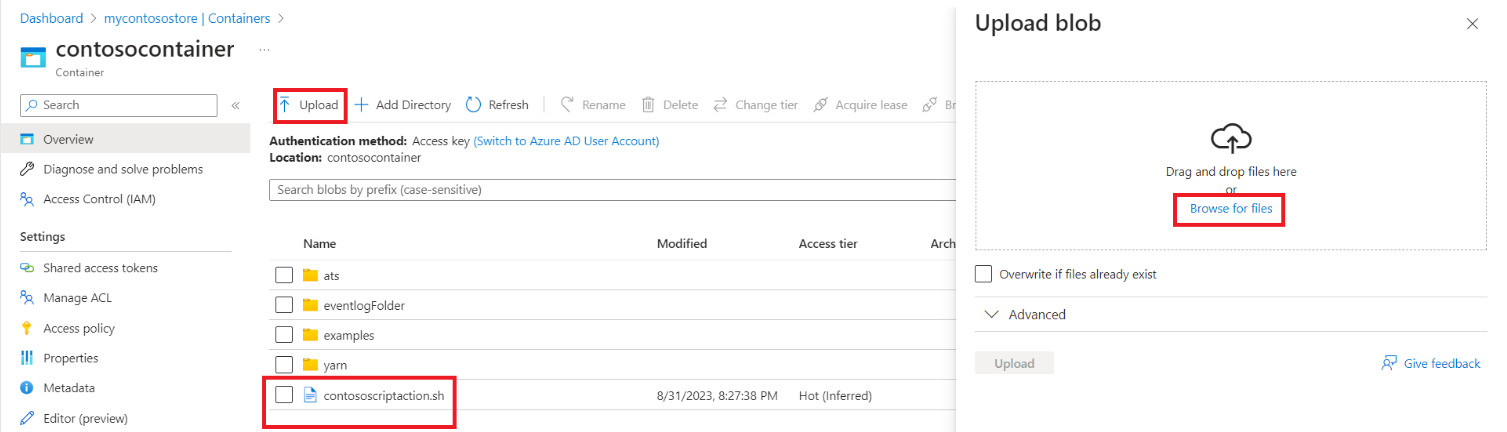 Dashboard > mycontosostore | Containers >
contosocontainer ...
Container
Search «
Overview
Diagnose and solve problems
Access Control (IAM)
Settings
Shared access tokens
Manage ACL
Access policy
Properties
Metadata
Editor (preview)
Upload Add Directory Refresh Rename Delete Change tier Acquire lease Br
Authentication method: Access key (Switch to Azure AD User Account)
Location: contosocontainer
Search blobs by prefix (case-sensitive)
Name Modified Access tier Arch
ats
eventlogFolder
examples
yarn
contososcriptaction.sh 8/31/2023, 8:27:38 PM Hot (Inferred)
Upload blob
Drag and drop files here
or
Browse for files
Overwrite if files already exist
Advanced
Upload Give feedback